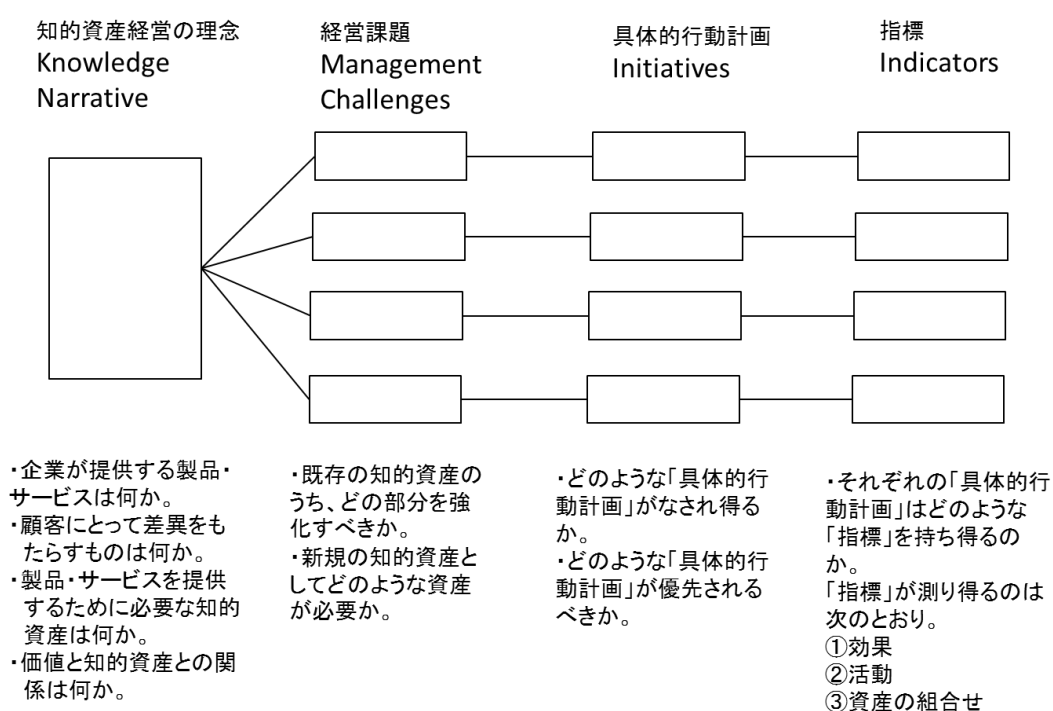 知的資産経営の理念
Knowledge
Narrative
経営課題
Management
Challenges
具体的行動計画
Initiatives
指標
Indicators
・企業が提供する製品・
サービスは何か。
・顧客にとって差異をも
たらすものは何か。
・製品・サービスを提供
するために必要な知的
資産は何か。
・価値と知的資産との関
係は何か。
・既存の知的資産の
うち、どの部分を強
化すべきか。
・新規の知的資産と
してどのような資産
が必要か。
・どのような「具体的行
動計画」がなされ得る
か。
・どのような「具体的行
動計画」が優先される
べきか。
・それぞれの「具体的行
動計画」はどのような
「指標」を持ち得るの
か。
「指標」が測り得るのは
次のとおり。
①効果
②活動
③資産の組合せ